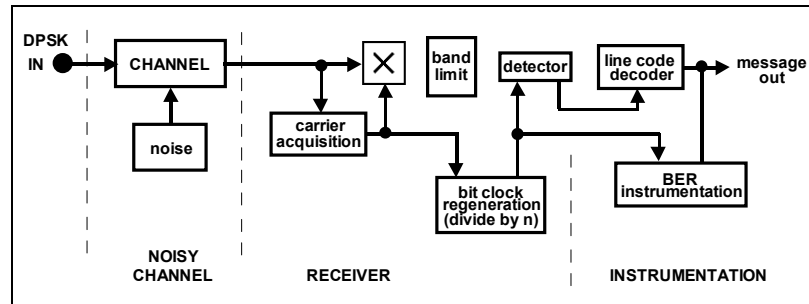 DPSK
IN
CHANNEL
noise
carrier
acquisition
band
limit
detector
line code
decoder
message
out
bit clock
regeneration
(divide by n)
BER
instrumentation
NOISY
CHANNEL
RECEIVER
INSTRUMENTATION